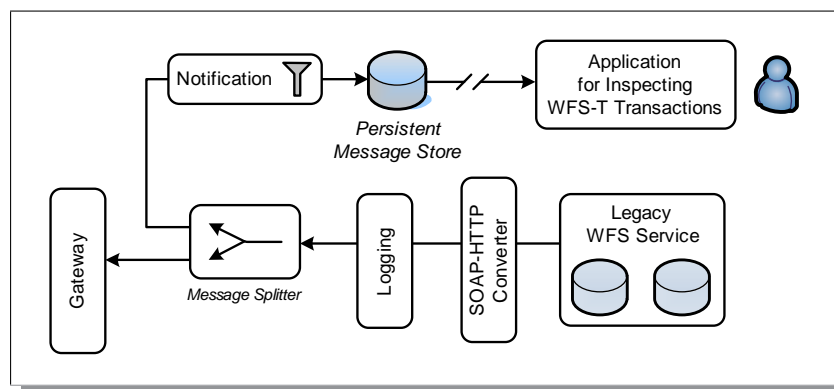 Notification
Application
for Inspecting
WFS-T Transactions
Persistent
Message Store
Gateway
Message Splitter
Logging
SOAP-HTTP
Converter
Legacy
WFS Service